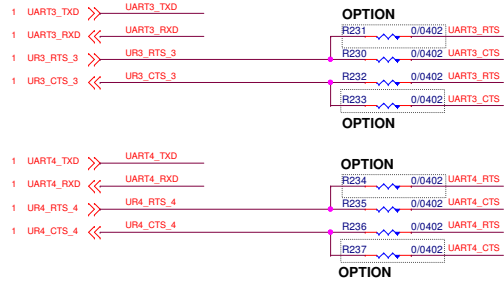 1 UART3_TXD UART3_TXD
OPTION
1 UART3_RXD UART3_RXD R231 0/0402 UART3_RTS
1 UR3_RTS_3 UR3_RTS_3 R230 0/0402 UART3_CTS
1 UR3_CTS_3 UR3_CTS_3 R232 0/0402 UART3_RTS
R233 0/0402 UART3_CTS
OPTION
1 UART4_TXD UART4_TXD
OPTION
1 UART4_RXD UART4_RXD R234 0/0402 UART4_RTS
1 UR4_RTS_4 UR4_RTS_4 R235 0/0402 UART4_CTS
1 UR4_CTS_4 UR4_CTS_4 R236 0/0402 UART4_RTS
R237 0/0402 UART4_CTS
OPTION